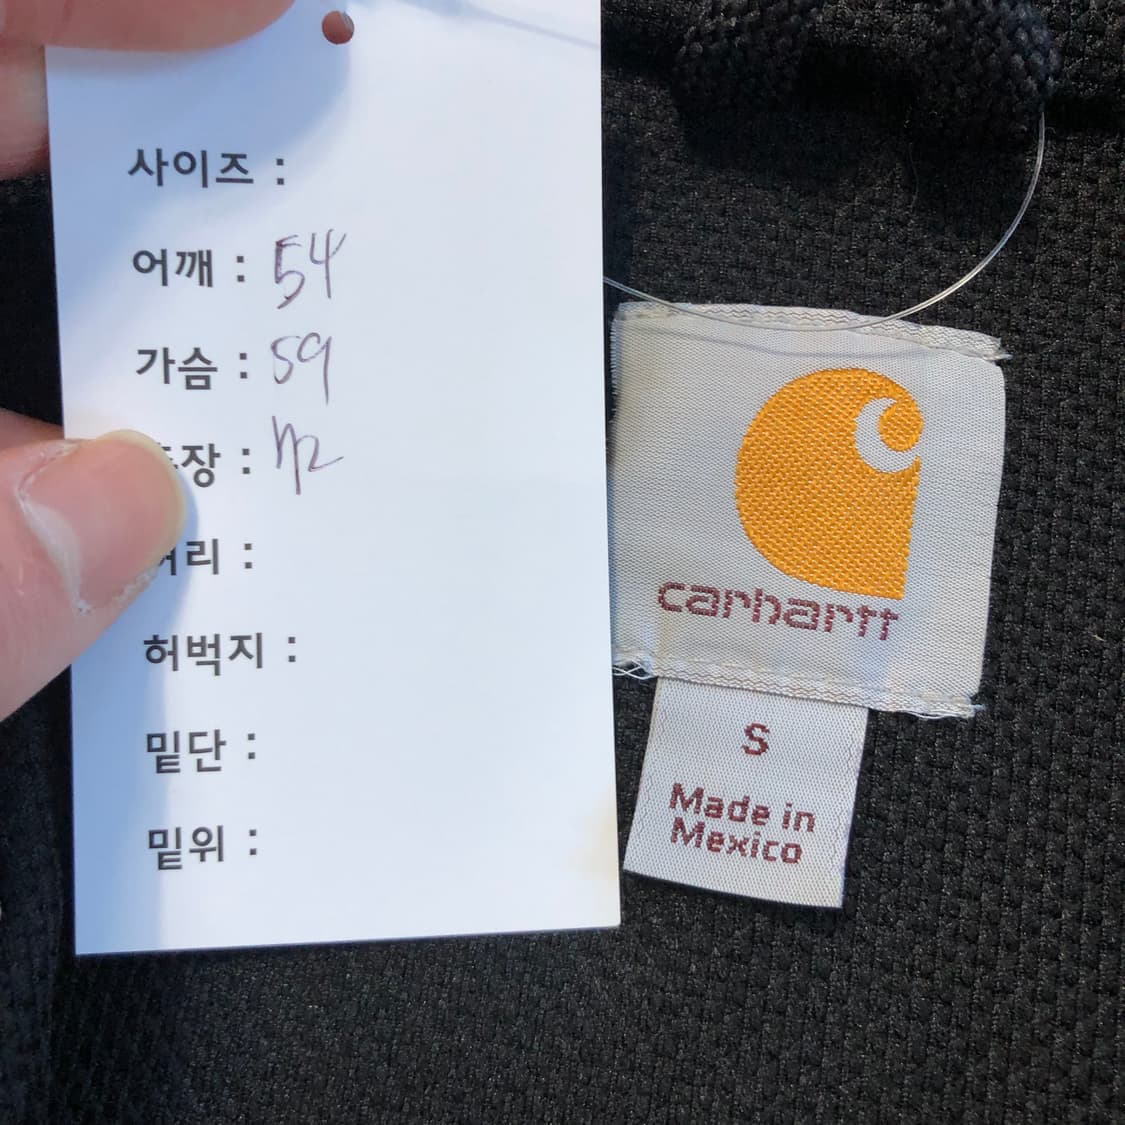 사이즈 :
어깨 : 54
가슴 : 59
장 : 72
리 :
허벅지 :
밑단 :
밑위 :
carhartt
S
Made in
Mexico